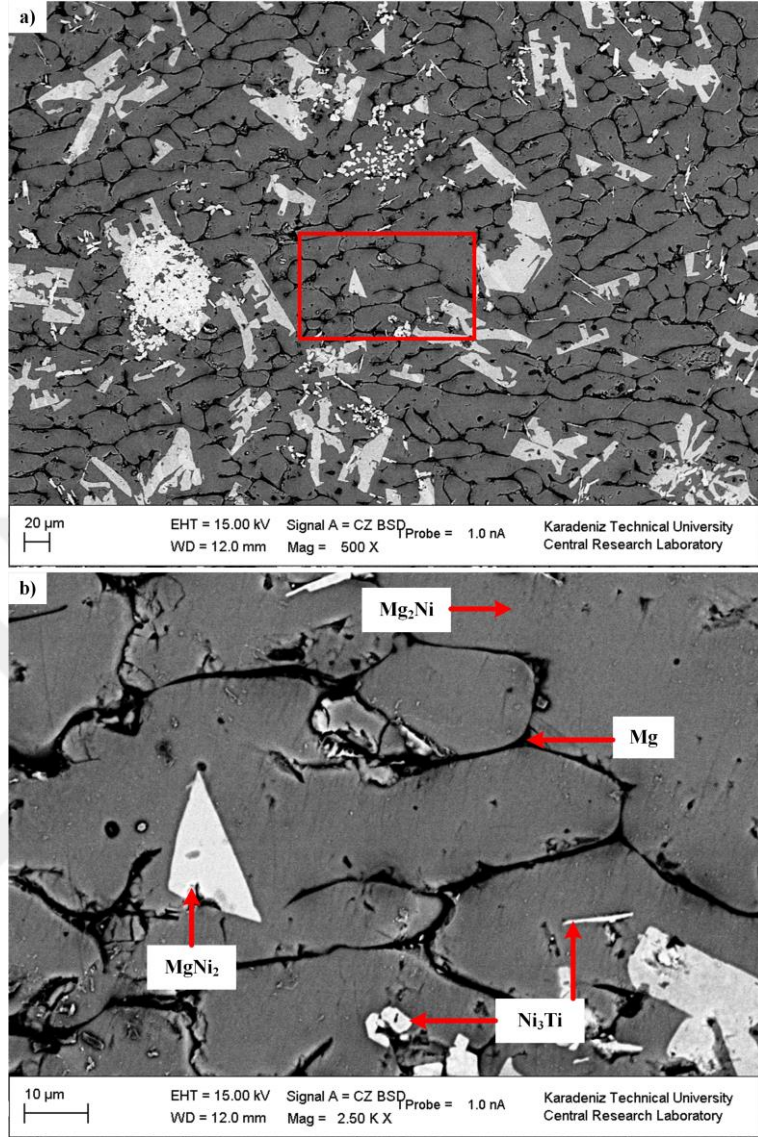 a)
20 µm
EHT = 15.00 kV Signal A = CZ BSD I Probe = 1.0 nA Karadeniz Technical University
WD = 12.0 mm Mag = 500 X Central Research Laboratory
b)
Mg₂Ni
Mg
MgNi₂
Ni₃Ti
10 µm
EHT = 15.00 kV Signal A = CZ BSD I Probe = 1.0 nA Karadeniz Technical University
WD = 12.0 mm Mag = 2.50 K X Central Research Laboratory